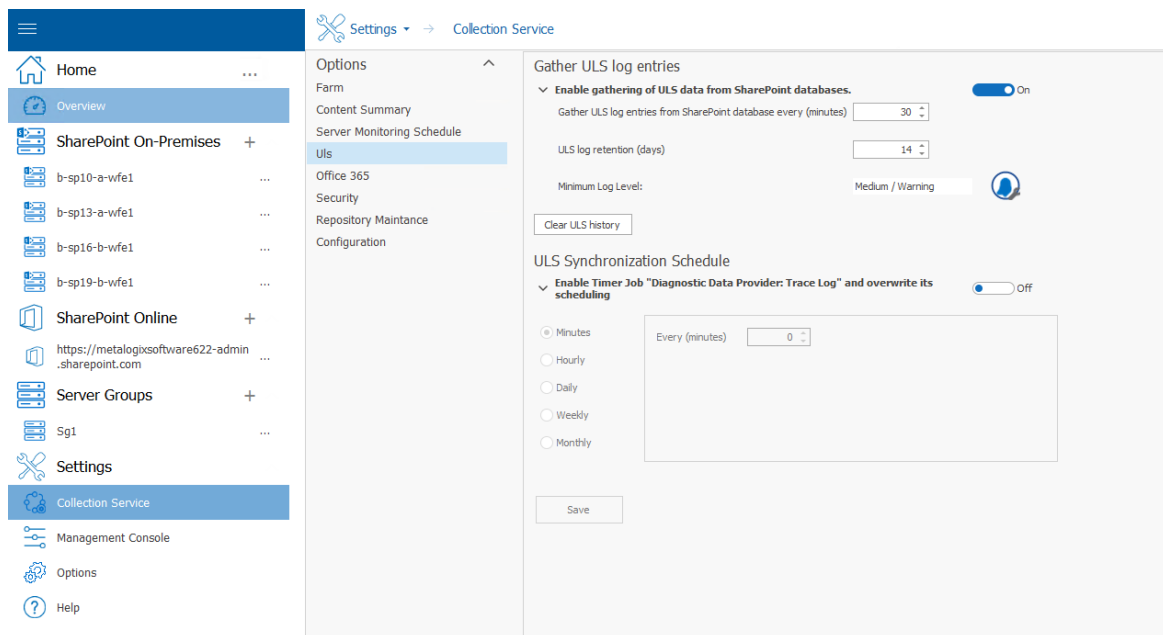 Home ...
Overview
SharePoint On-Premises +
b-sp10-a-wfe1 ...
b-sp13-a-wfe1 ...
b-sp16-b-wfe1 ...
b-sp19-b-wfe1 ...
SharePoint Online +
https://metalogixsoftware622-admin
.sharepoint.com ...
Server Groups +
Sg1 ...
Settings
Collection Service
Management Console
Options
Help
Settings → Collection Service
Options
Farm
Content Summary
Server Monitoring Schedule
Uls
Office 365
Security
Repository Maintance
Configuration
Gather ULS log entries
Enable gathering of ULS data from SharePoint databases. On
Gather ULS log entries from SharePoint database every (minutes) 30
ULS log retention (days) 14
Minimum Log Level: Medium / Warning
Clear ULS history
ULS Synchronization Schedule
Enable Timer Job "Diagnostic Data Provider: Trace Log" and overwrite its
scheduling Off
Minutes
Every (minutes) 0
Hourly
Daily
Weekly
Monthly
Save